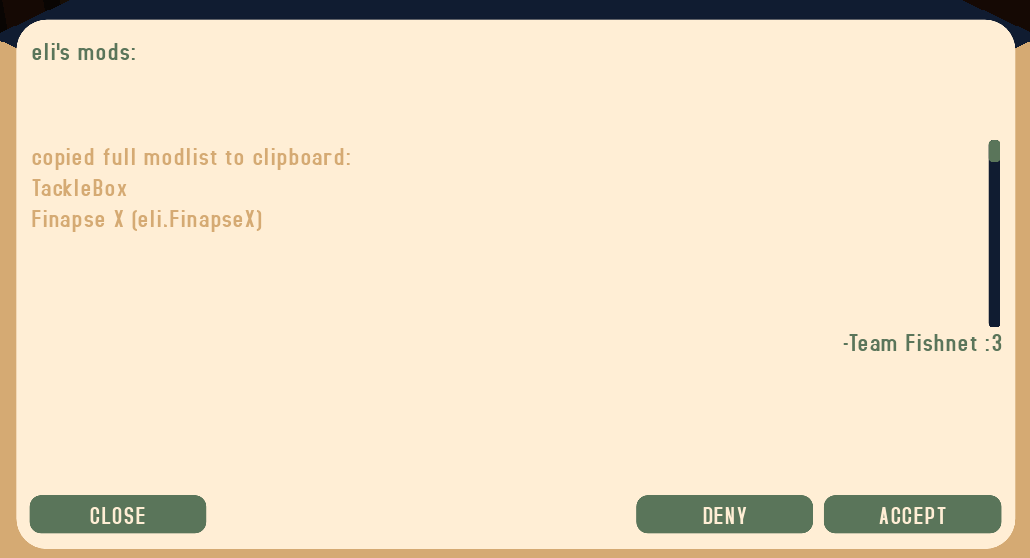 eli's mods:
copied full modlist to clipboard:
TackleBox
Finapse X (eli.FinapseX)
-Team Fishnet :3
CLOSE
DENY
ACCEPT